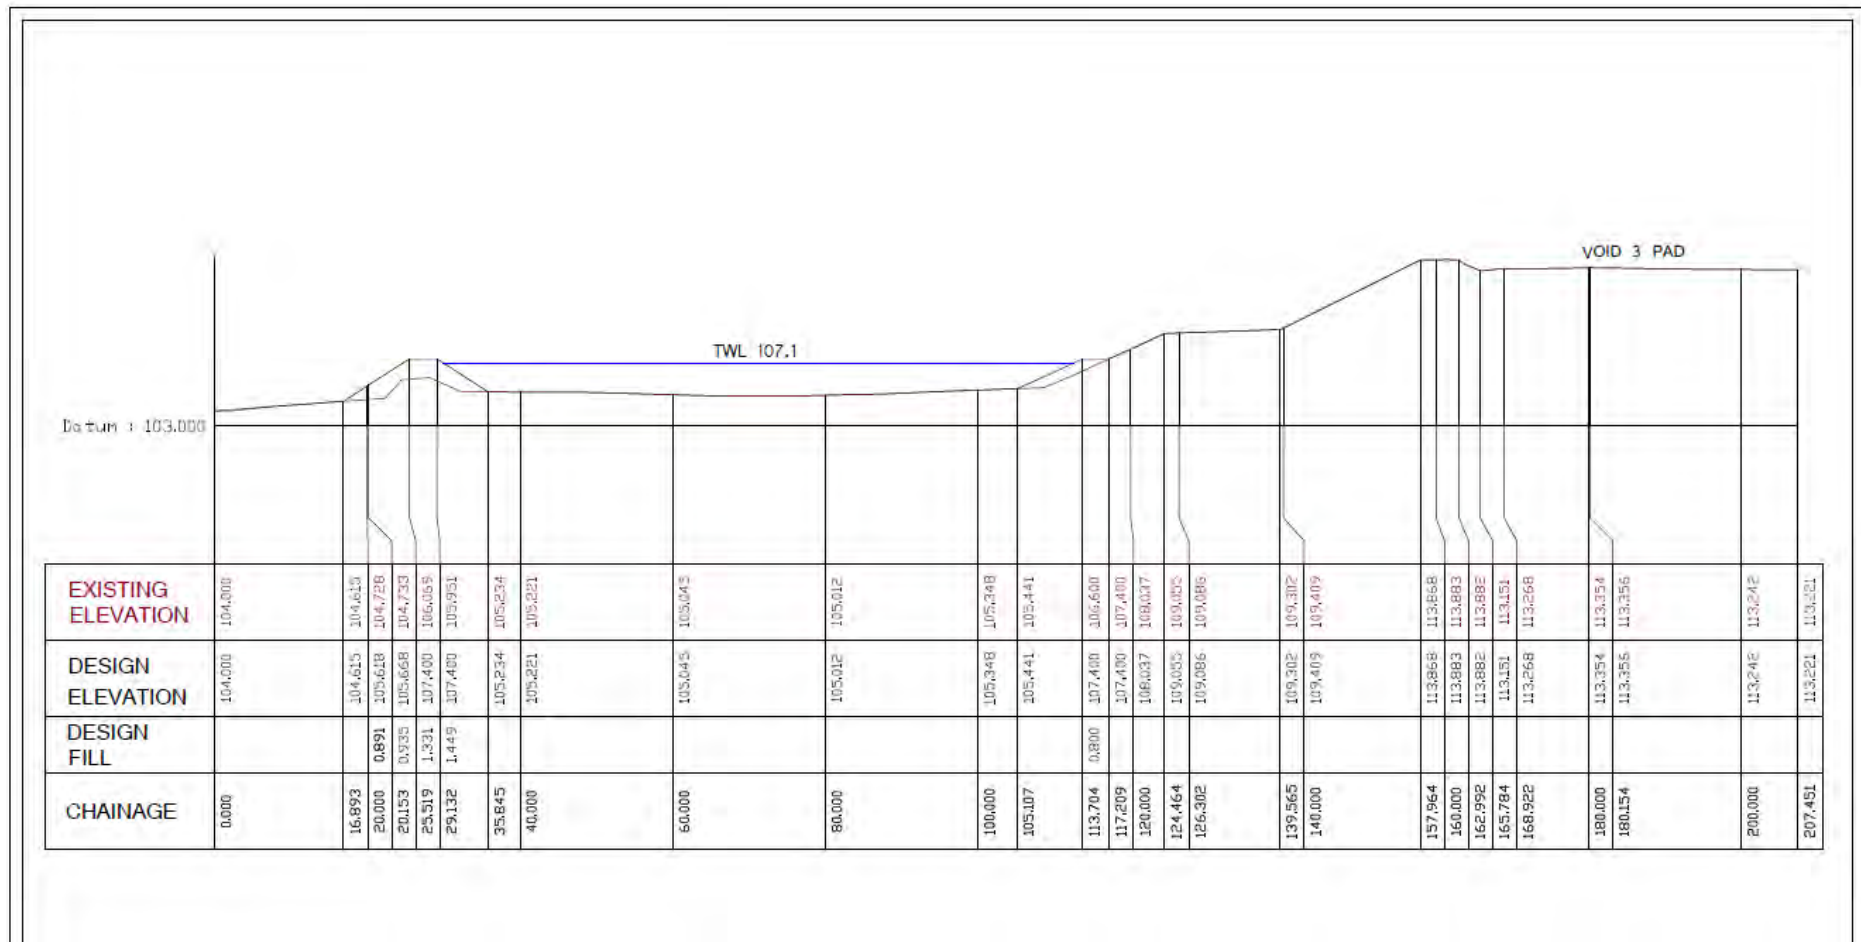 VOID 3 PAD
TWL 107.1
Datum : 103.000
EXISTING ELEVATION 104.000 104.615 104.728 104.733 106.069 105.951 105.234 105.221 105.045 105.012 105.348 105.441 106.600 107.400 108.037 109.055 109.086 109.302 109.409 113.868 113.883 113.882 113.151 113.268 113.354 113.356 113.242 113.221
DESIGN ELEVATION 104.000 104.615 105.618 105.668 107.400 107.400 105.234 105.221 105.045 105.012 105.348 105.441 107.400 107.400 108.037 109.055 109.086 109.302 109.409 113.868 113.883 113.882 113.151 113.268 113.354 113.356 113.242 113.221
DESIGN FILL 0.891 0.935 1.331 1.449 0.800
CHAINAGE 0.000 16.893 20.000 20.153 25.519 29.132 35.845 40.000 60.000 80.000 100.000 105.107 113.704 117.209 120.000 124.464 126.302 139.565 140.000 157.964 160.000 162.992 165.784 168.922 180.000 180.154 200.000 207.451